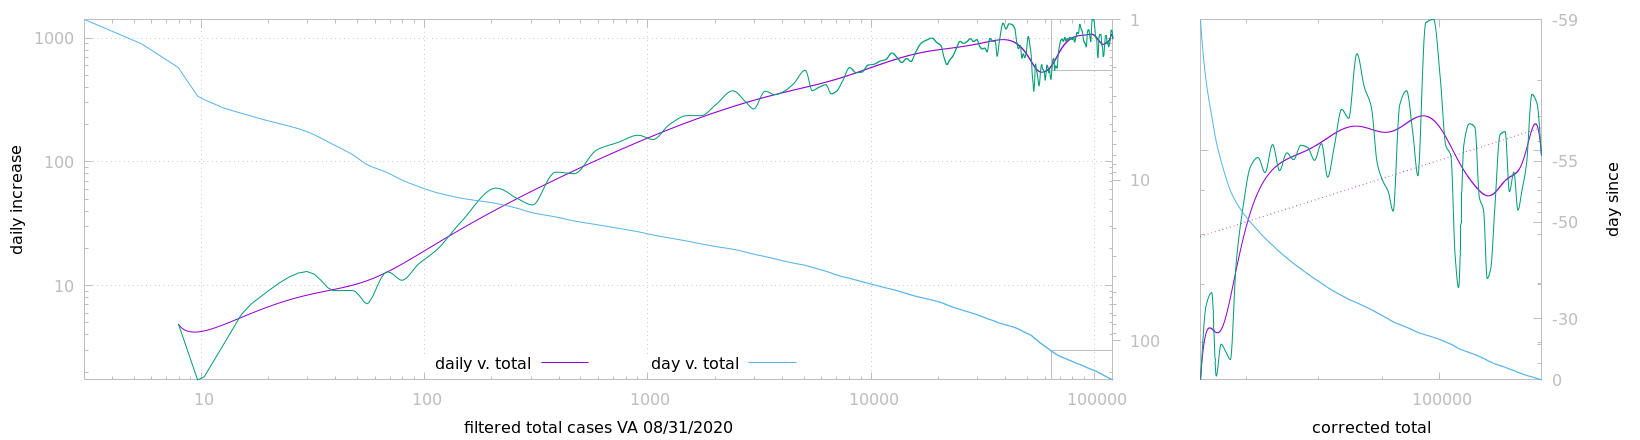 daily increase
1000
100
10
daily v. total
day v. total
10
100
1000
10000
100000
filtered total cases VA 08/31/2020
1
10
100
100000
corrected total
-59
-55
-50
-30
0
day since